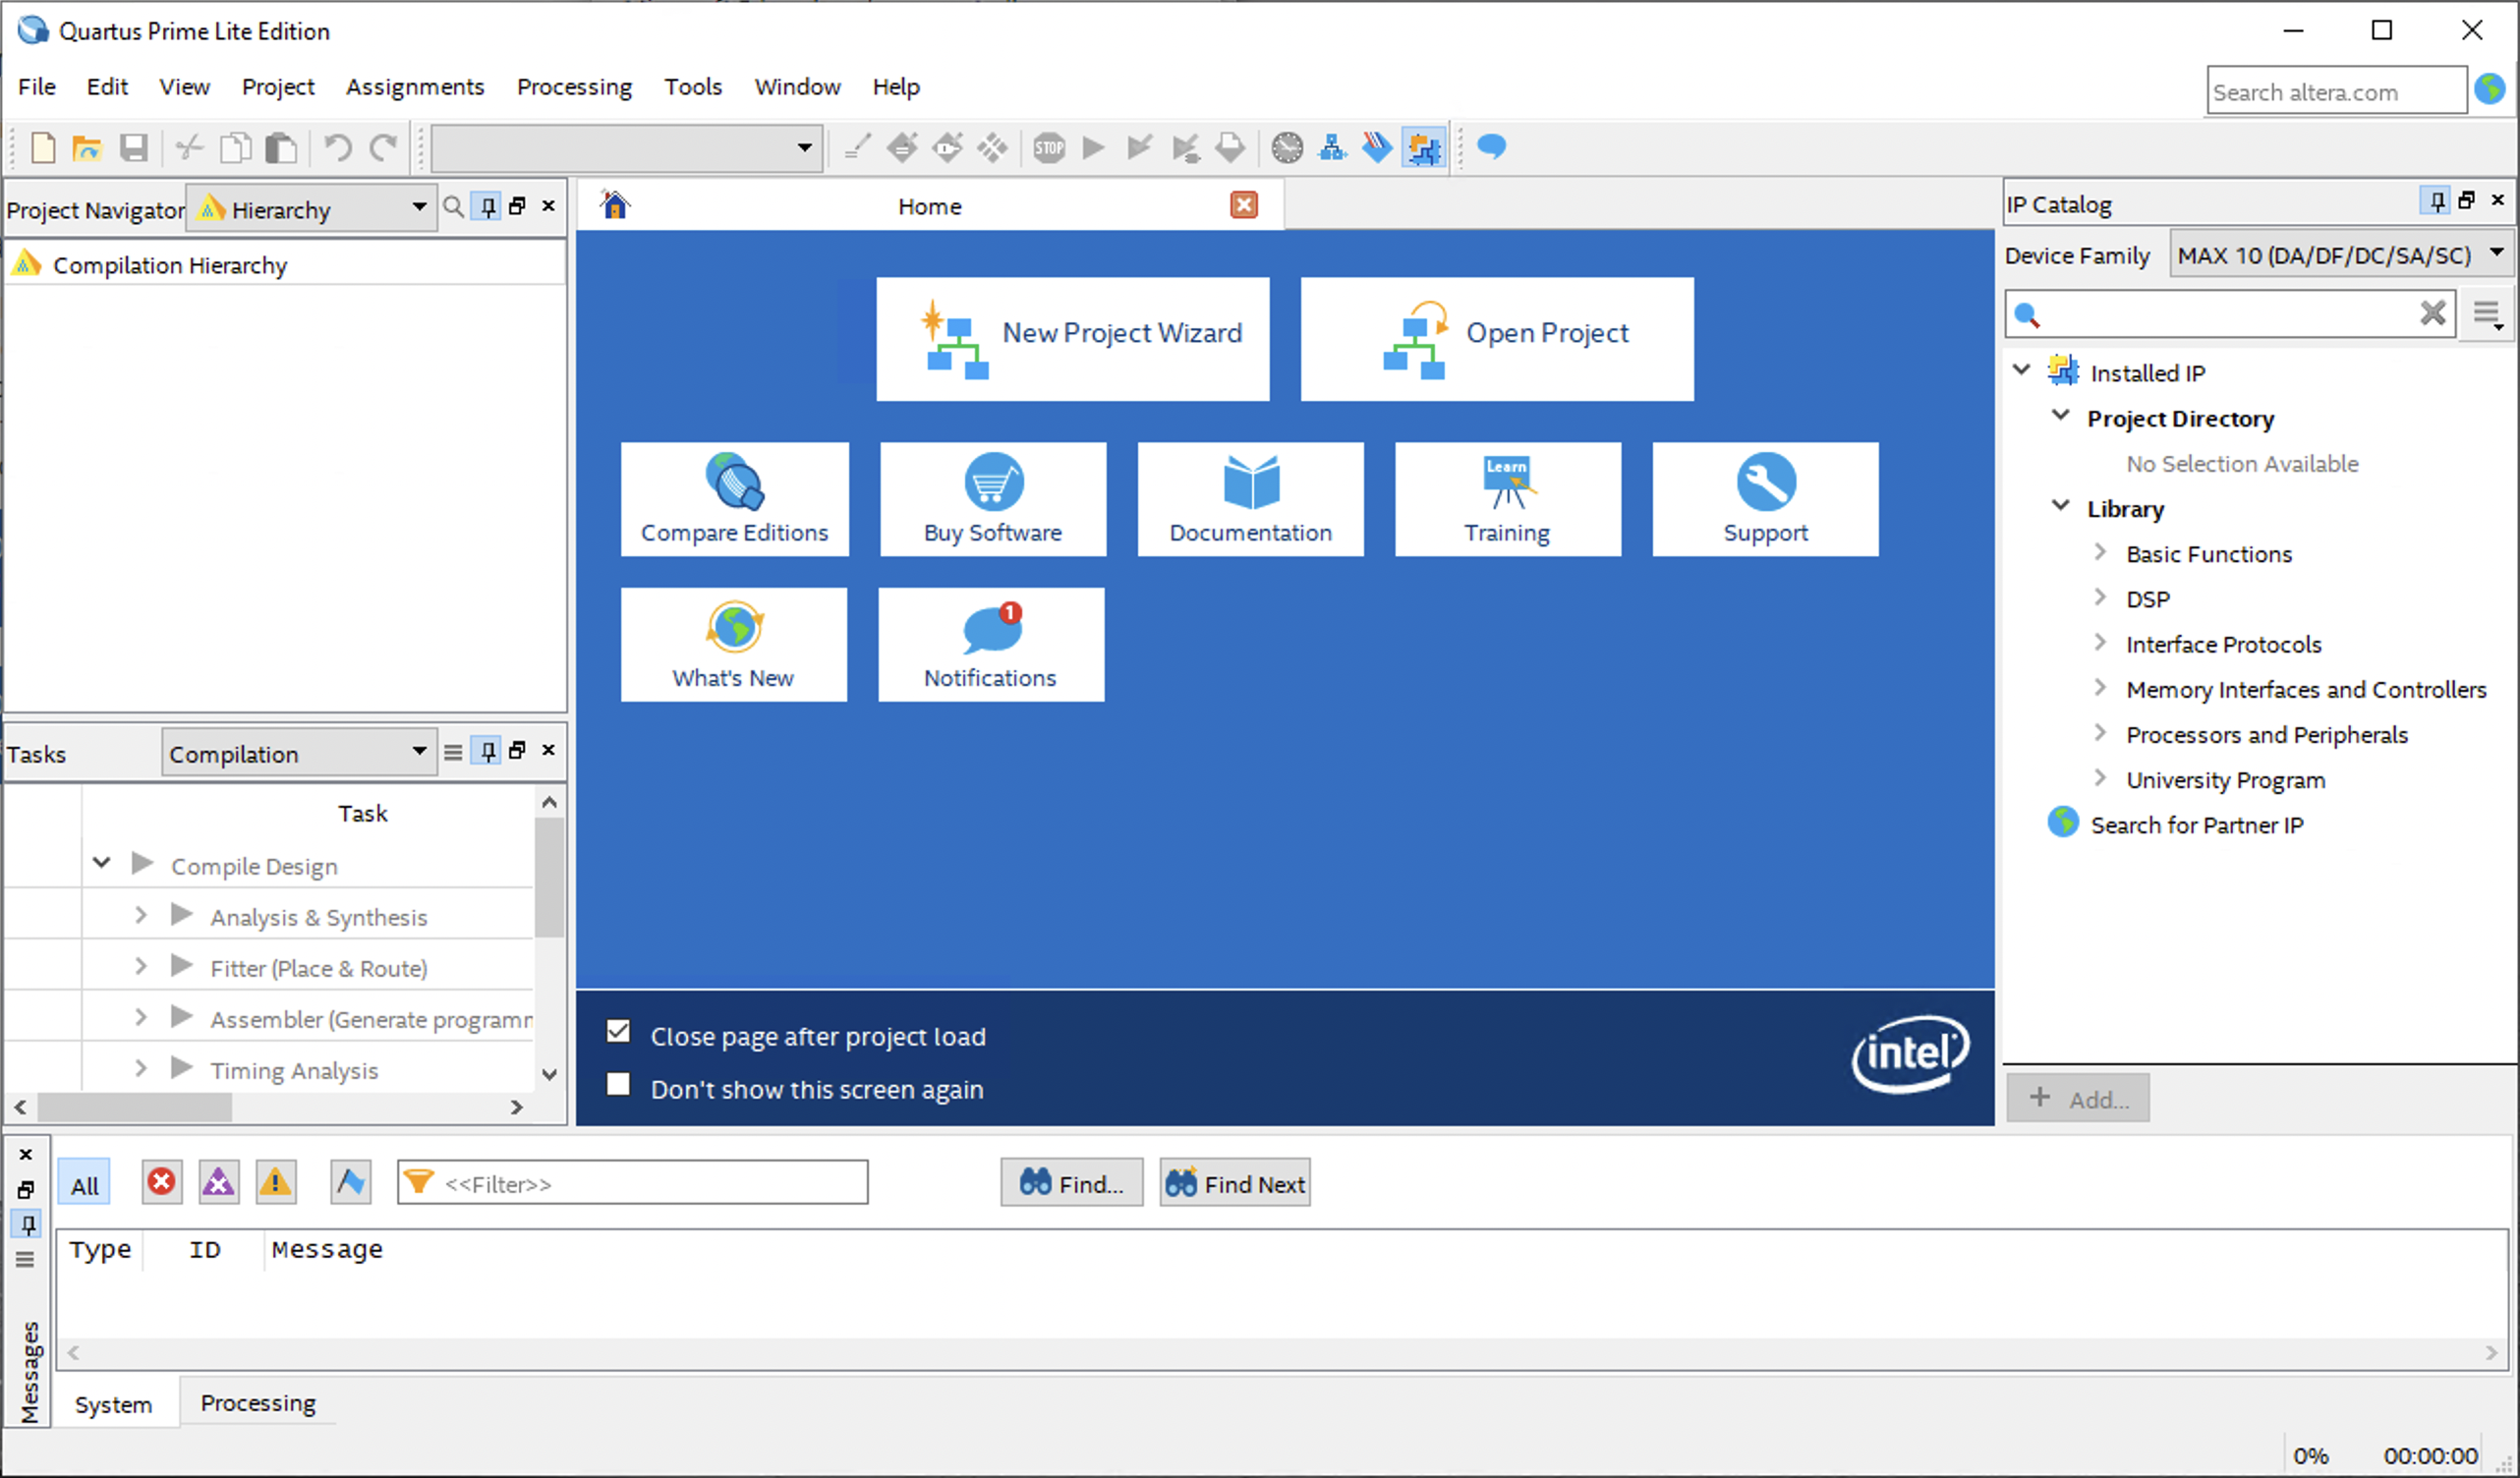 Quartus Prime Lite Edition
File Edit View Project Assignments Processing Tools Window Help
Search altera.com
STOP
Project Navigator Hierarchy
Compilation Hierarchy
Home
New Project Wizard
Open Project
Compare Editions
Buy Software
Documentation
Learn
Training
Support
What's New
1
Notifications
Close page after project load
Don't show this screen again
intel
IP Catalog
Device Family MAX 10 (DA/DF/DC/SA/SC)
Installed IP
Project Directory
No Selection Available
Library
Basic Functions
DSP
Interface Protocols
Memory Interfaces and Controllers
Processors and Peripherals
University Program
Search for Partner IP
+ Add...
Tasks Compilation
Task
Compile Design
Analysis & Synthesis
Fitter (Place & Route)
Assembler (Generate programm
Timing Analysis
All
<<Filter>>
Find...
Find Next
Type ID Message
Messages
System Processing
0% 00:00:00